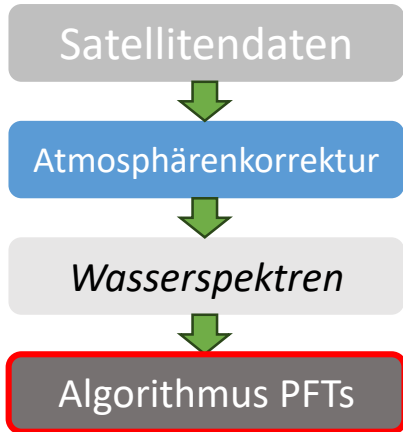 Satellitendaten
Atmosphärenkorrektur
Wasserspektren
Algorithmus PFTs